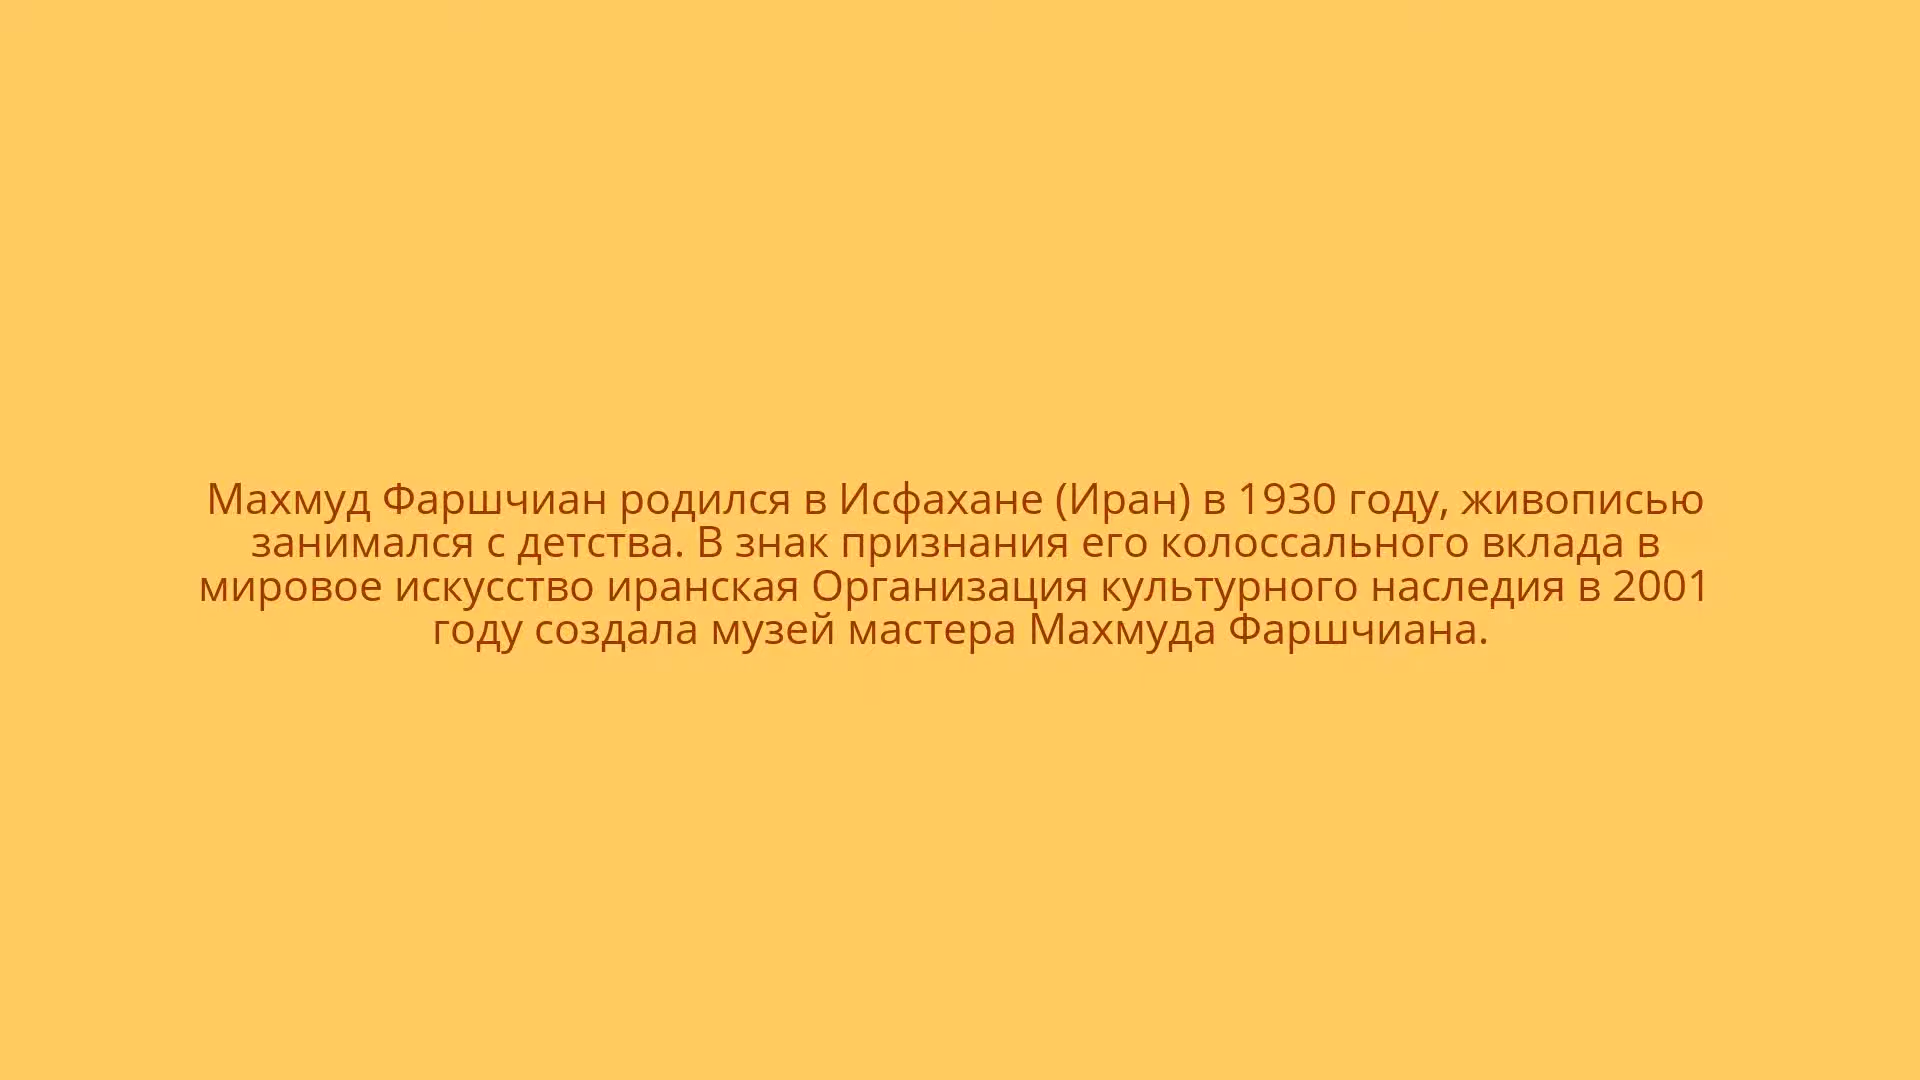 Махмуд Фаршчиан родился в Исфахане (Иран) в 1930 году, живописью
занимался с детства. В знак признания его колоссального вклада в
мировое искусство иранская Организация культурного наследия в 2001
году создала музей мастера Махмуда Фаршчиана.